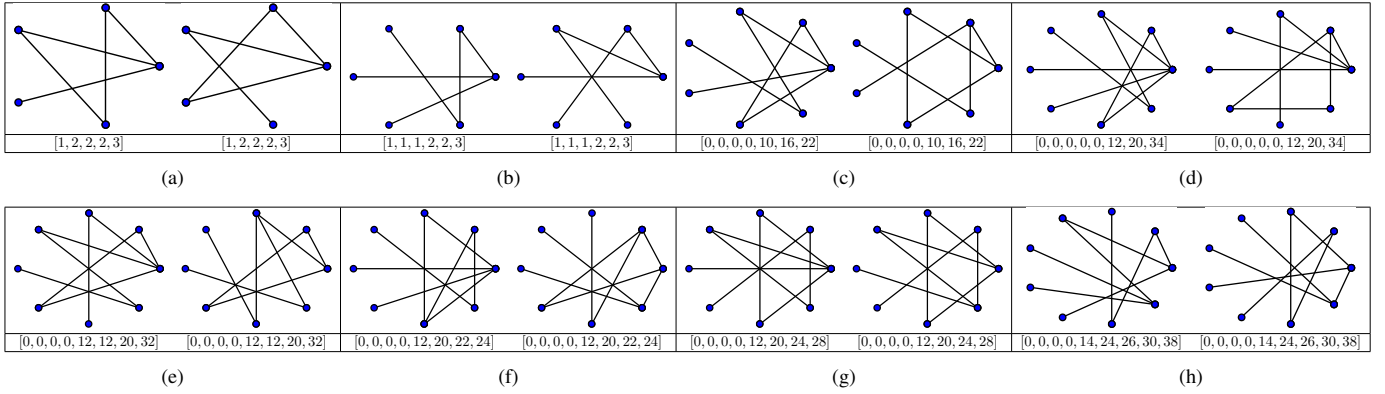 [1, 2, 2, 2, 3] [1, 2, 2, 2, 3] [1, 1, 1, 2, 2, 3] [1, 1, 1, 2, 2, 3] [0, 0, 0, 0, 10, 16, 22] [0, 0, 0, 0, 10, 16, 22] [0, 0, 0, 0, 0, 12, 20, 34] [0, 0, 0, 0, 0, 12, 20, 34]
(a) (b) (c) (d)
[0, 0, 0, 0, 12, 12, 20, 32] [0, 0, 0, 0, 12, 12, 20, 32] [0, 0, 0, 0, 12, 20, 22, 24] [0, 0, 0, 0, 12, 20, 22, 24] [0, 0, 0, 0, 12, 20, 24, 28] [0, 0, 0, 0, 12, 20, 24, 28] [0, 0, 0, 0, 14, 24, 26, 30, 38] [0, 0, 0, 0, 14, 24, 26, 30, 38]
(e) (f) (g) (h)